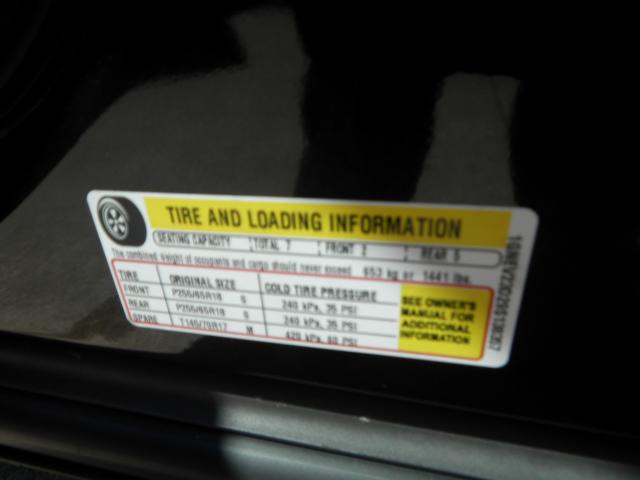 TIRE AND LOADING INFORMATION
SEATING CAPACITY TOTAL 7 FRONT 2 REAR 5
The combined weight of occupants and cargo should never exceed 653 kg or 1441 lbs.
TIRE ORIGINAL SIZE COLD TIRE PRESSURE
FRONT P255/65R18 S 240 kPa, 35 PSI
REAR P255/65R18 S 240 kPa, 35 PSI
SPARE T145/70R17 M 420 kPa, 60 PSI
SEE OWNER'S
MANUAL FOR
ADDITIONAL
INFORMATION